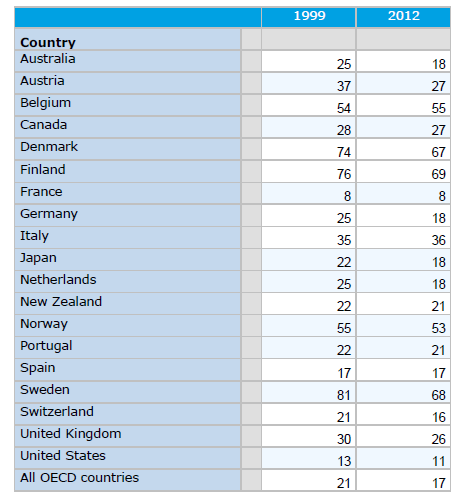 1999 2012
Country
Australia 25 18
Austria 37 27
Belgium 54 55
Canada 28 27
Denmark 74 67
Finland 76 69
France 8 8
Germany 25 18
Italy 35 36
Japan 22 18
Netherlands 25 18
New Zealand 22 21
Norway 55 53
Portugal 22 21
Spain 17 17
Sweden 81 68
Switzerland 21 16
United Kingdom 30 26
United States 13 11
All OECD countries 21 17